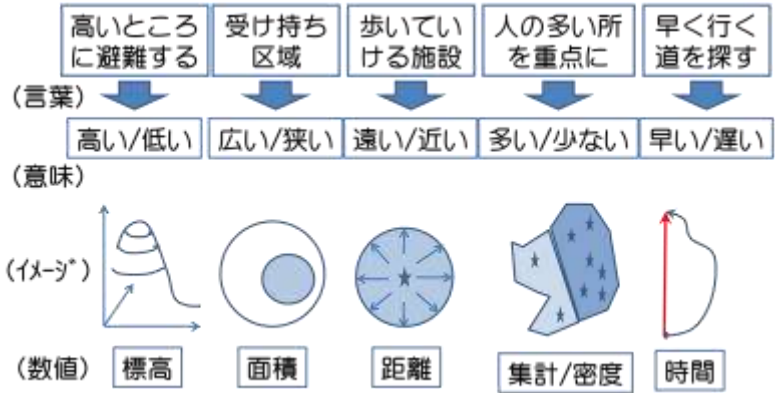 高いところ
に避難する
受け持ち
区域
歩いてい
ける施設
人の多い所
を重点に
早く行く
道を探す
(言葉)
高い/低い
広い/狭い
遠い/近い
多い/少ない
早い/遅い
(意味)
(イメージ)
(数値)
標高
面積
距離
集計/密度
時間